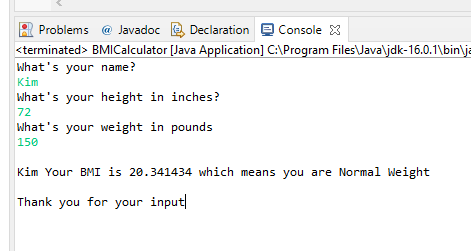 Problems @ Javadoc Declaration Console
<terminated> BMICalculator [Java Application] C:\Program Files\Java\jdk-16.0.1\bin\ja
What's your name?
Kim
What's your height in inches?
72
What's your weight in pounds
150
Kim Your BMI is 20.341434 which means you are Normal Weight
Thank you for your input